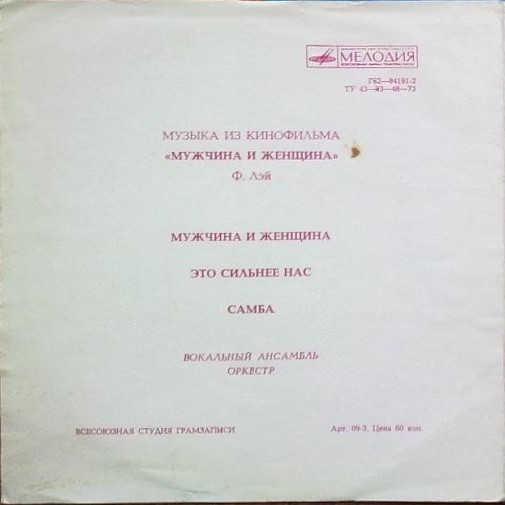 МЕЛОДИЯ
Г62—04191-2
ТУ 43—03—48—73
МУЗЫКА ИЗ КИНОФИЛЬМА
«МУЖЧИНА И ЖЕНЩИНА»
Ф. Лэй
МУЖЧИНА И ЖЕНЩИНА
ЭТО СИЛЬНЕЕ НАС
САМБА
ВОКАЛЬНЫЙ АНСАМБЛЬ
ОРКЕСТР
ВСЕСОЮЗНАЯ СТУДИЯ ГРАМЗАПИСИ
Арт. 09-3. Цена 60 коп.